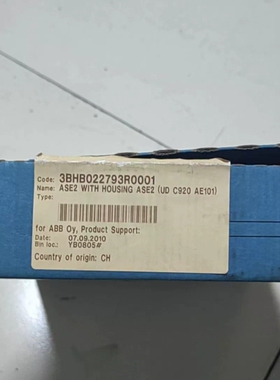 Code: 3BHB022793R0001
Name: ASE2 WITH HOUSING ASE2 (UD C920 AE101)
Type:
for ABB Oy, Product Support:
Date: 07.09.2010
Bin loc: YB0805#
Country of origin: CH